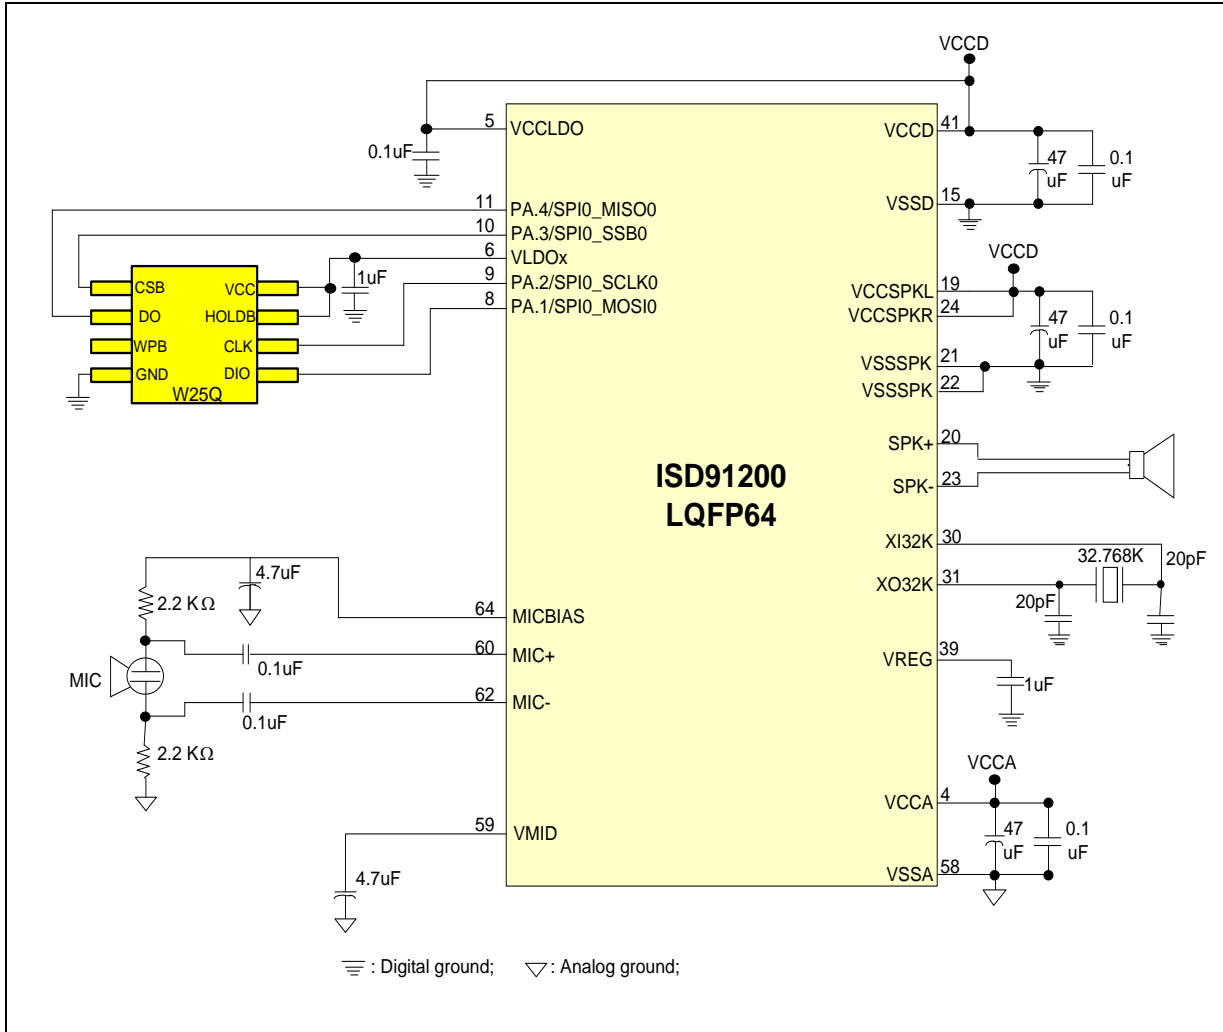 VCCD
5 VCCLDO
0.1uF
VCCD 41
47
uF
0.1
uF
VSSD 15
11 PA.4/SPI0_MISO0
10 PA.3/SPI0_SSB0
6 VLDOx
9 PA.2/SPI0_SCLK0
8 PA.1/SPI0_MOSI0
1uF
CSB VCC
DO HOLDB
WPB CLK
GND DIO
W25Q
VCCD
VCCSPKL 19
VCCSPKR 24
47
uF
0.1
uF
VSSSPK 21
VSSSPK 22
SPK+ 20
SPK- 23
ISD91200
LQFP64
XI32K 30
XO32K 31
32.768K
20pF
20pF
4.7uF
2.2 KΩ
64 MICBIAS
60 MIC+
0.1uF
MIC
62 MIC-
0.1uF
2.2 KΩ
VREG 39
1uF
VCCA
VCCA 4
47
uF
0.1
uF
VSSA 58
59 VMID
4.7uF
: Digital ground; : Analog ground;